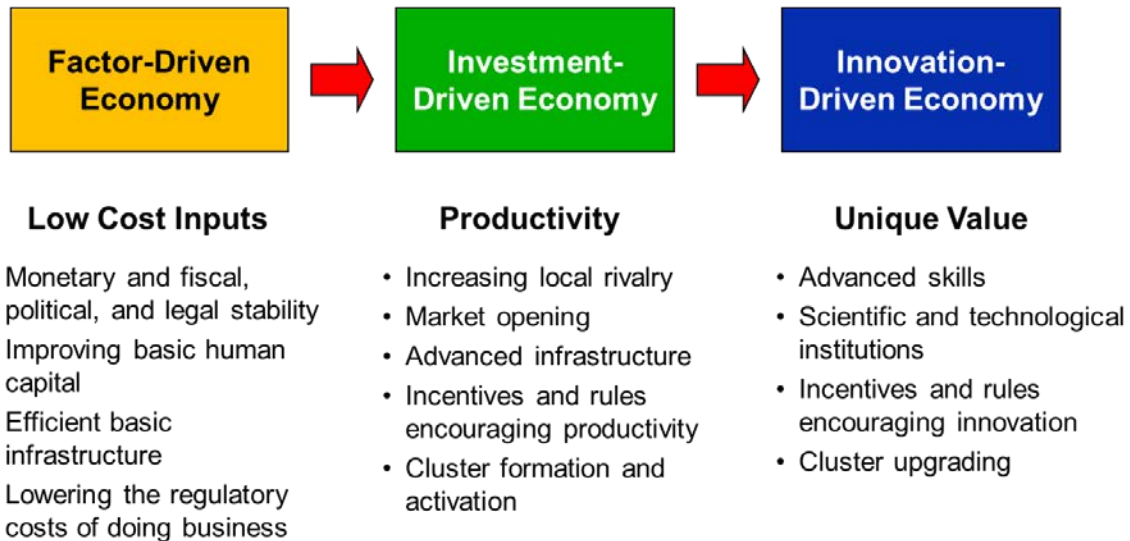 Factor-Driven
Economy
Investment-
Driven Economy
Innovation-
Driven Economy
Low Cost Inputs
Monetary and fiscal,
political, and legal stability
Improving basic human
capital
Efficient basic
infrastructure
Lowering the regulatory
costs of doing business
Productivity
• Increasing local rivalry
• Market opening
• Advanced infrastructure
• Incentives and rules
encouraging productivity
• Cluster formation and
activation
Unique Value
• Advanced skills
• Scientific and technological
institutions
• Incentives and rules
encouraging innovation
• Cluster upgrading